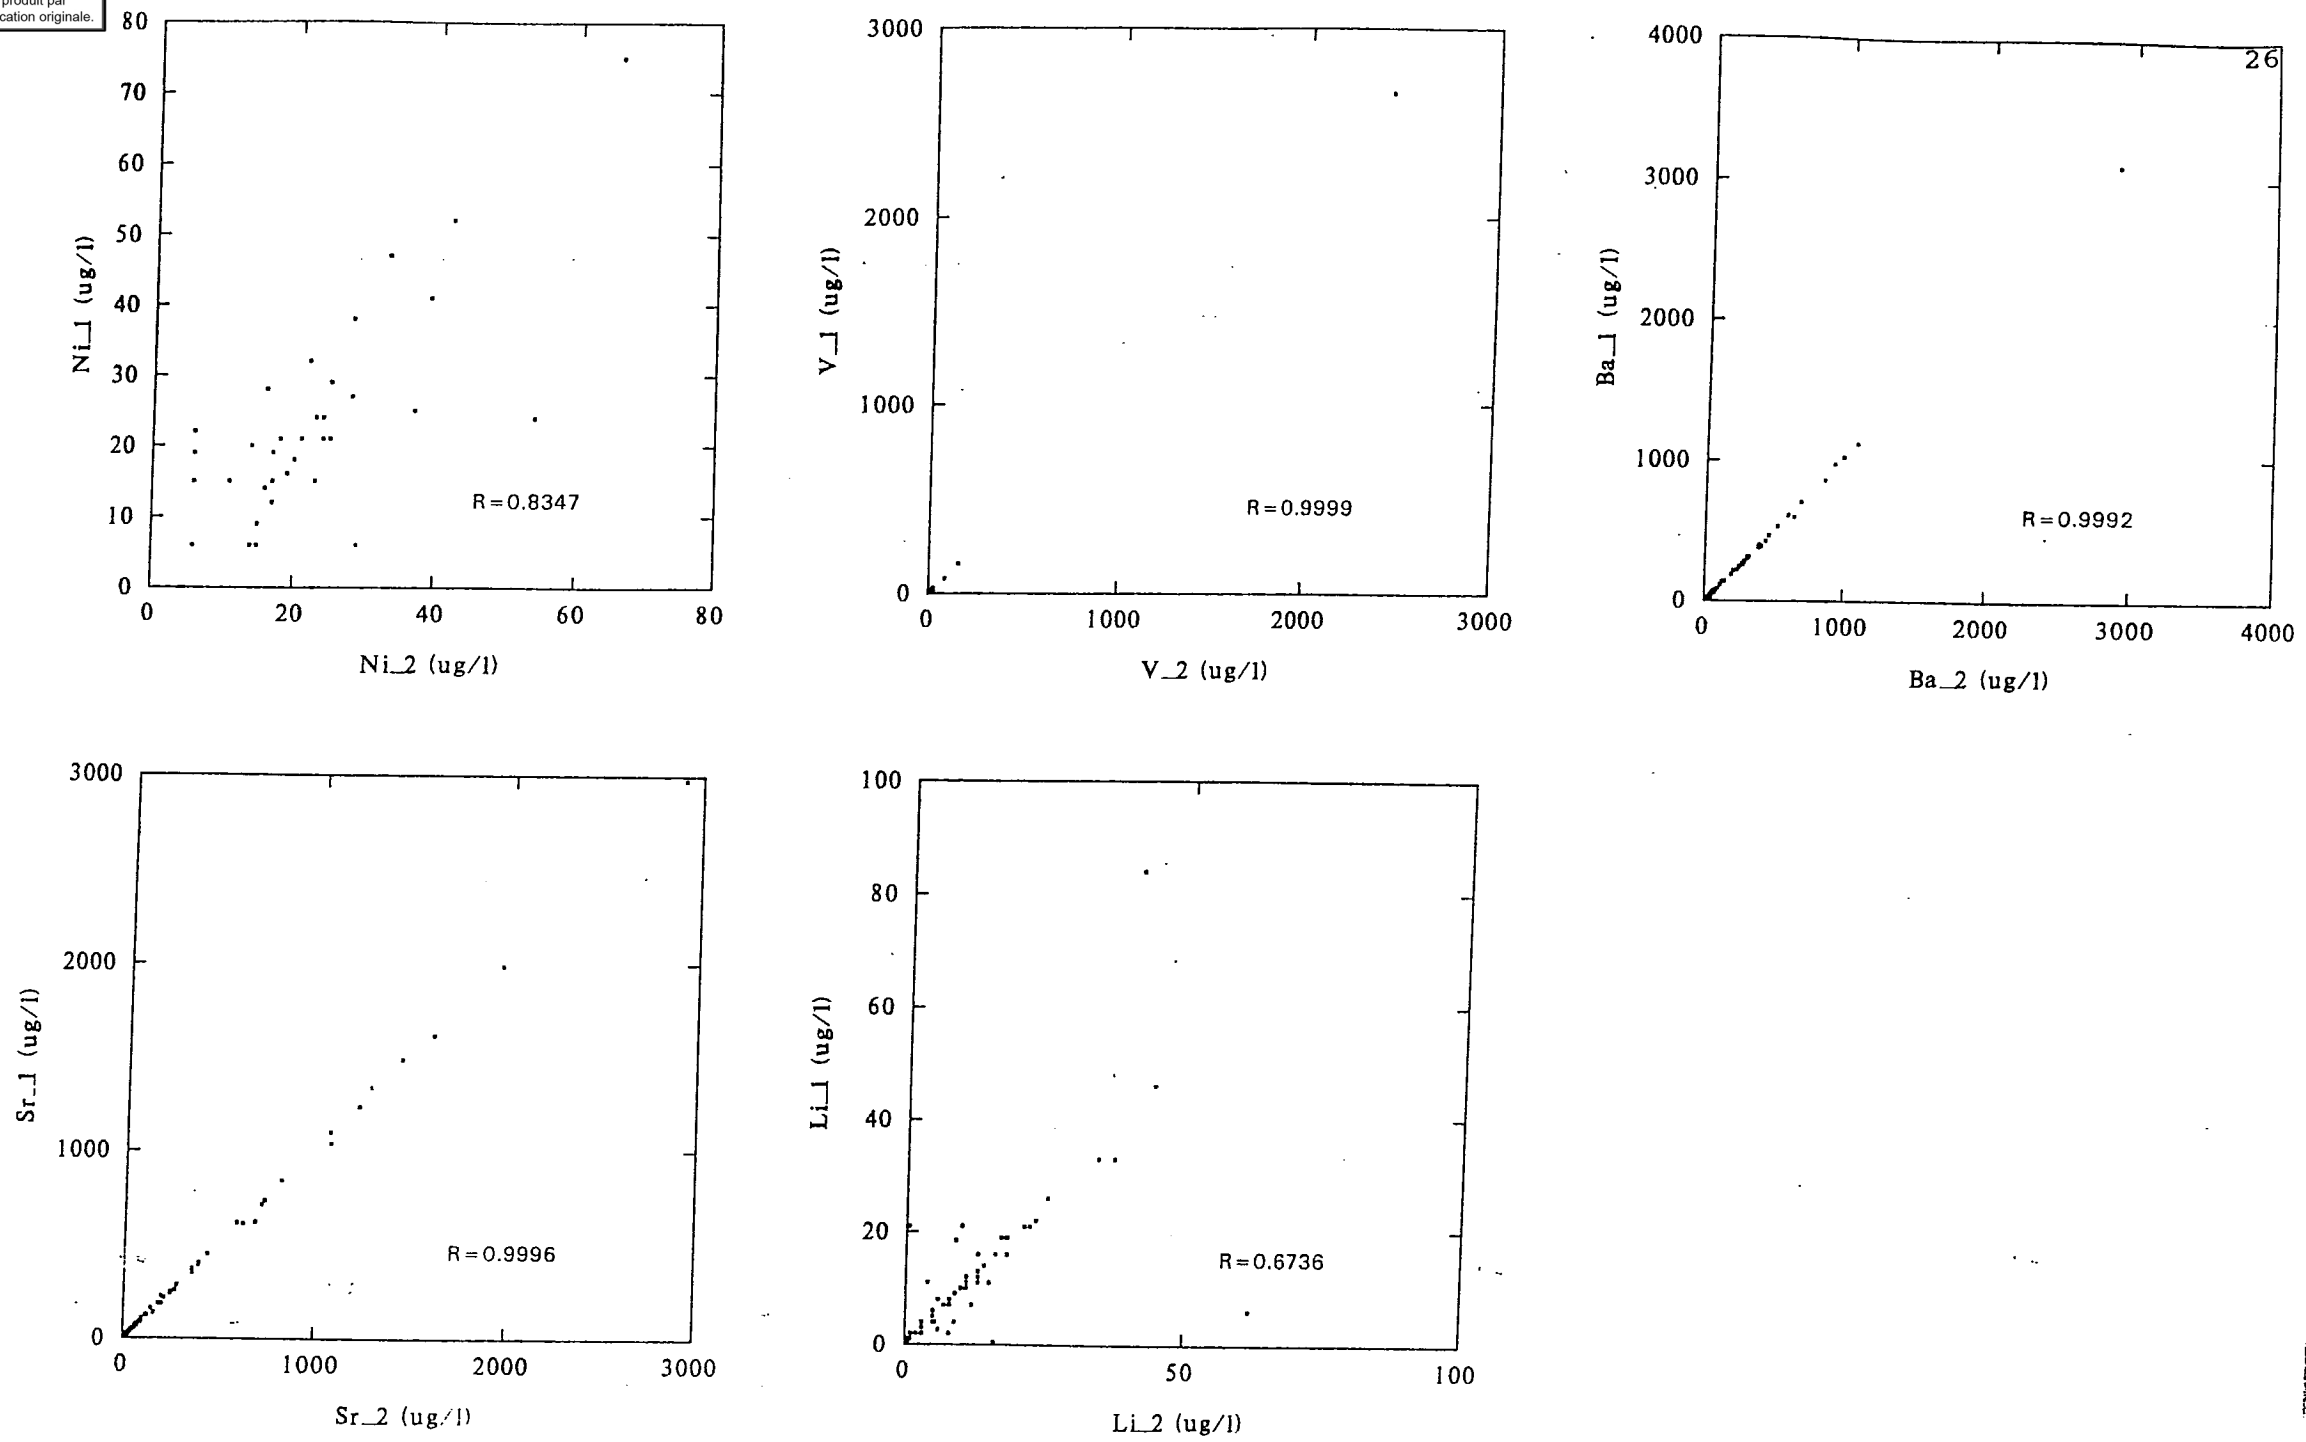 produit par
cation originale.
26
80
70
60
50
40
30
20
10
0
Ni_1 (ug/l)
R=0.8347
0 20 40 60 80
Ni_2 (ug/l)
3000
2000
1000
0
V_1 (ug/l)
R=0.9999
0 1000 2000 3000
V_2 (ug/l)
4000
3000
2000
1000
0
Ba_1 (ug/l)
R=0.9992
0 1000 2000 3000 4000
Ba_2 (ug/l)
3000
2000
1000
0
Sr_1 (ug/l)
R=0.9996
0 1000 2000 3000
Sr_2 (ug/l)
100
80
60
40
20
0
Li_1 (ug/l)
R=0.6736
0 50 100
Li_2 (ug/l)